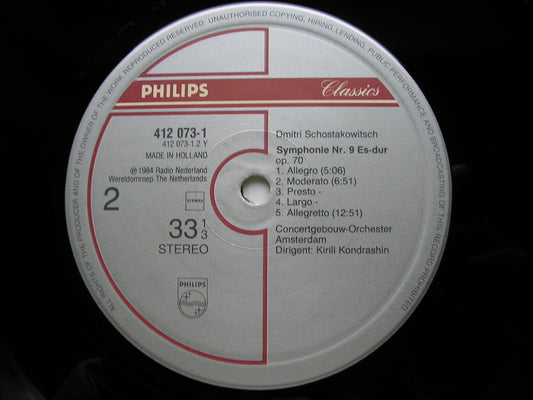 ALL RIGHTS OF THE PRODUCER AND OF THE OWNER OF THE WORK REPRODUCED RESERVED. UNAUTHORISED COPYING, HIRING, LENDING, PUBLIC PERFORMANCE AND BROADCASTING OF THIS RECORD PROHIBITED
PHILIPS
Classics
412 073-1
412 073-1.2 Y
MADE IN HOLLAND
Ⓟ 1984 Radio Nederland
Wereldomroep The Netherlands
2
STEMRA
33 1/3
STEREO
PHILIPS
Dmitri Schostakowitsch
Symphonie Nr. 9 Es-dur
op. 70
1. Allegro (5:06)
2. Moderato (6:51)
3. Presto -
4. Largo -
5. Allegretto (12:51)
Concertgebouw-Orchester
Amsterdam
Dirigent: Kirill Kondrashin